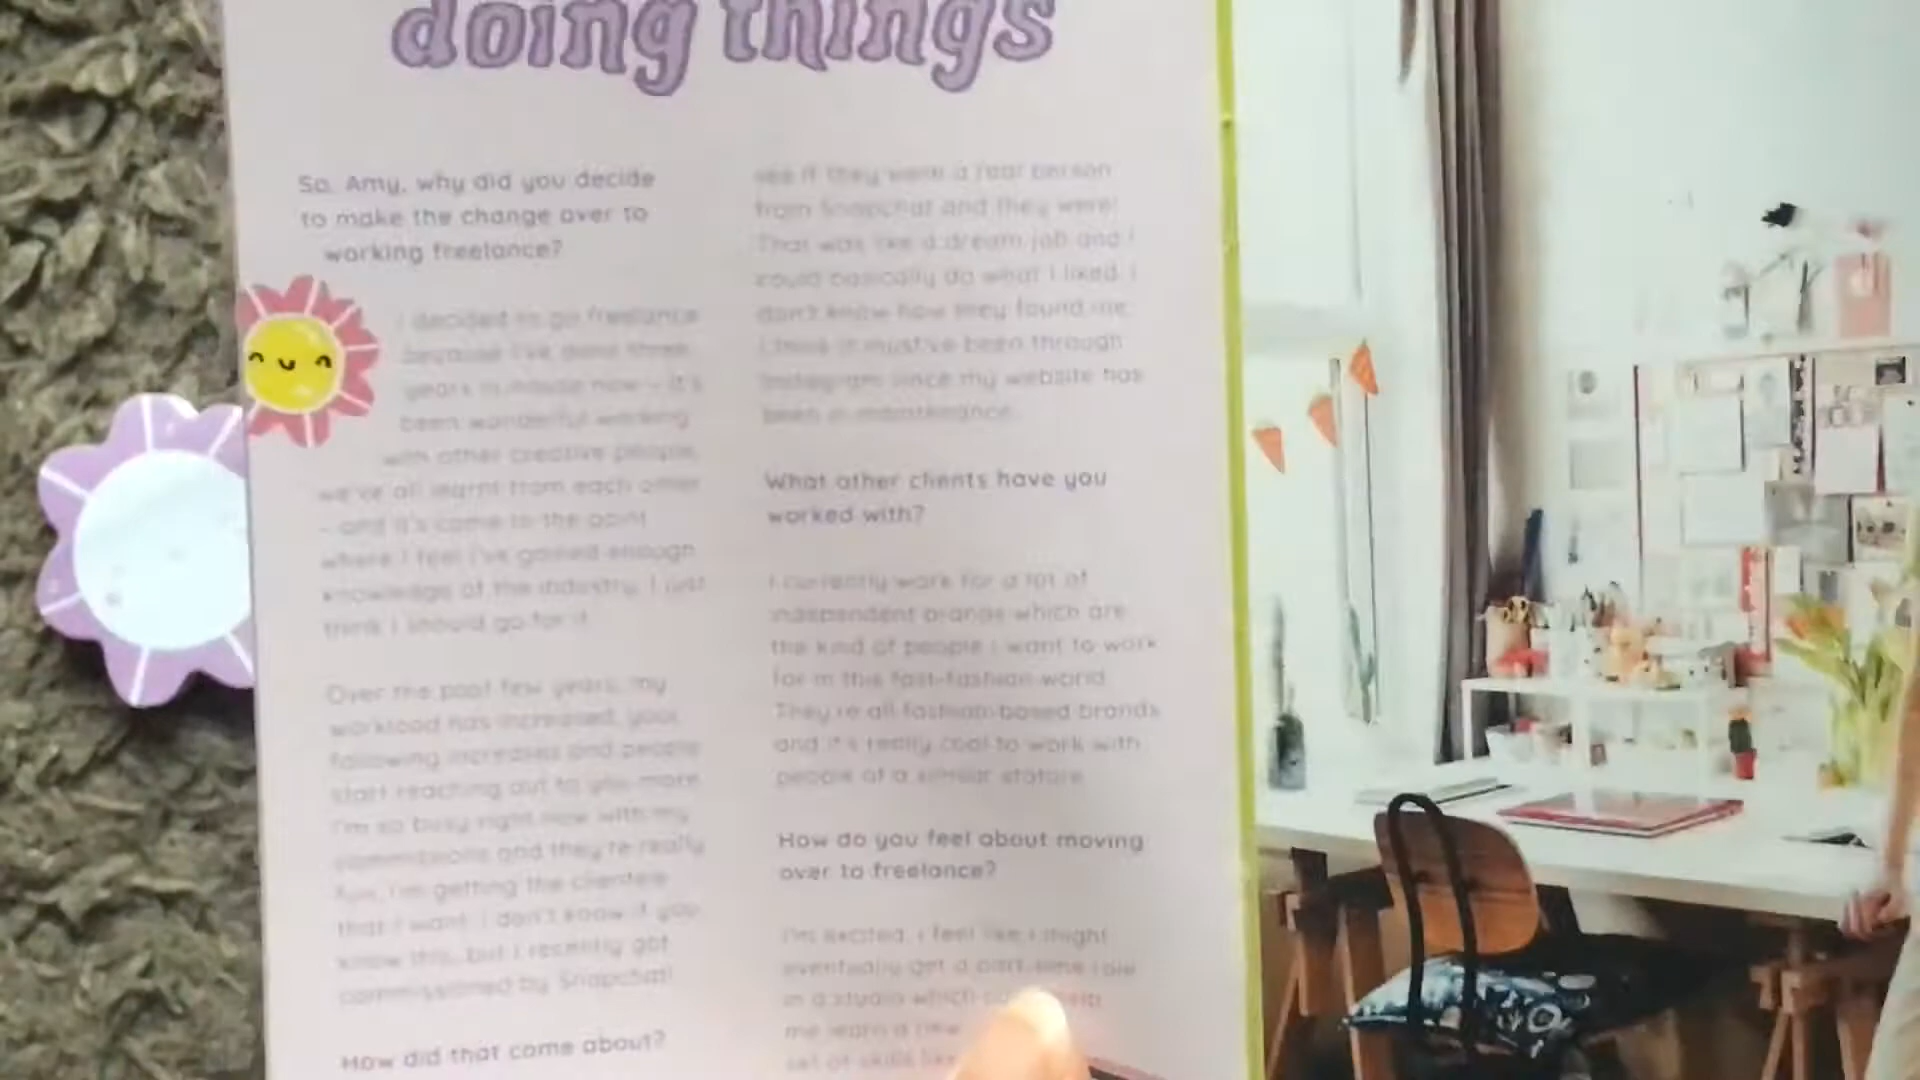 doing things
So, Amy, why did you decide
to make the change over to
working freelance?
I decided to go freelance
because I've done three
years in-house now – it's
been wonderful working
with other creative people,
we've all learnt from each other
– and it's come to the point
where I feel I've gained enough
knowledge of the industry, I just
think I should go for it.
Over the past few years, my
workload has increased, your
following increases and people
start reaching out to you more.
I'm so busy right now with my
commissions and they're really
fun, I'm getting the clientele
that I want. I don't know if you
know this, but I recently got
commissioned by Snapchat!
How did that come about?
see if they were a real person
from Snapchat and they were!
That was like a dream job and I
could basically do what I liked. I
don't know how they found me,
I think it must've been through
Instagram since my website has
been in maintenance.
What other clients have you
worked with?
I currently work for a lot of
independent brands which are
the kind of people I want to work
for in this fast-fashion world.
They're all fashion-based brands
and it's really cool to work with
people of a similar stature.
How do you feel about moving
over to freelance?
I'm excited. I feel like I might
eventually get a part-time role
in a studio which help
me learn a new
set of skills like